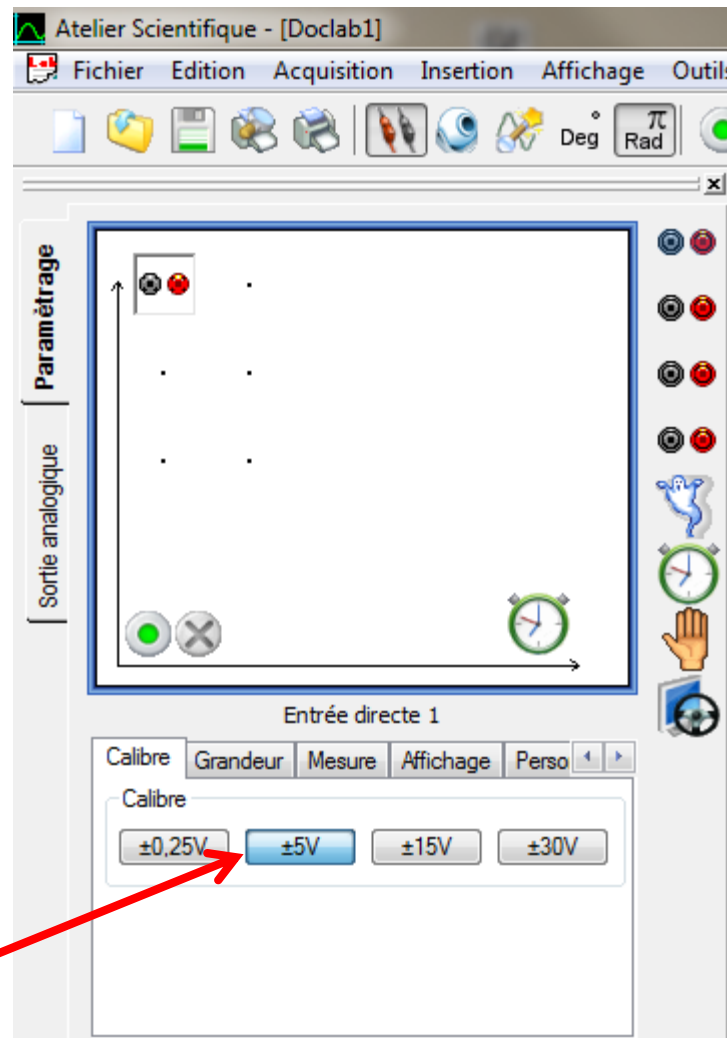 Atelier Scientifique - [Doclab1]
Fichier Edition Acquisition Insertion Affichage Outils
Deg π Rad
Paramètrage
Sortie analogique
Entrée directe 1
Calibre Grandeur Mesure Affichage Perso
Calibre
±0,25V ±5V ±15V ±30V